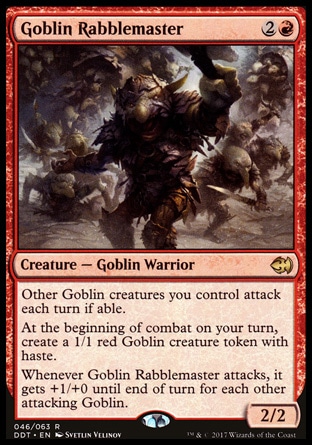 Goblin Rabblemaster 2
Creature — Goblin Warrior
Other Goblin creatures you control attack
each turn if able.
At the beginning of combat on your turn,
create a 1/1 red Goblin creature token with
haste.
Whenever Goblin Rabblemaster attacks, it
gets +1/+0 until end of turn for each other
attacking Goblin.
2/2
046/063 R
DDT • EN Svetlin Velinov ™ & © 2017 Wizards of the Coast